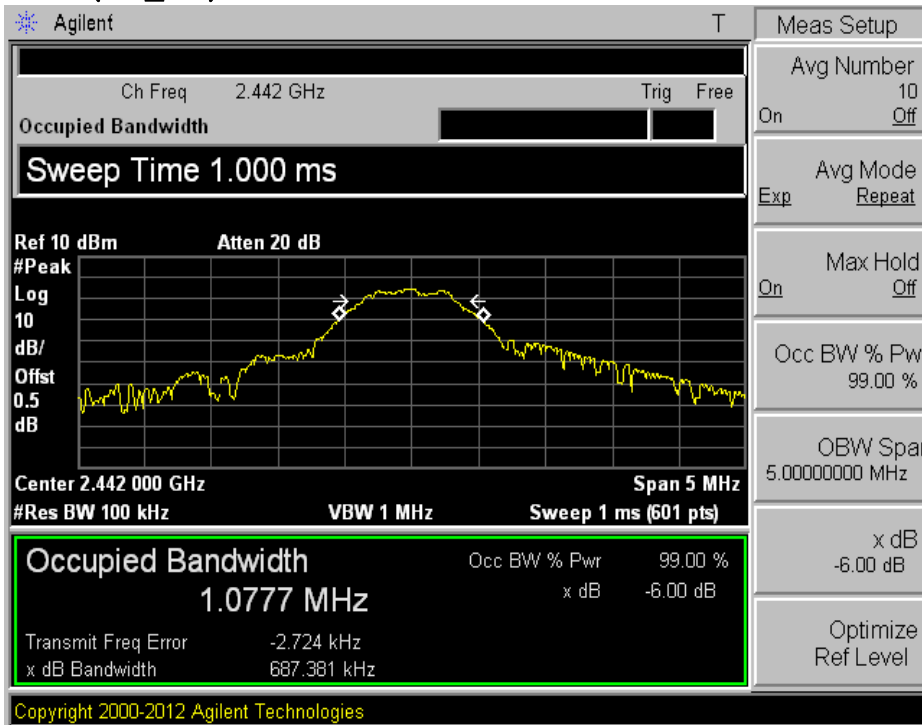 Agilent T
Ch Freq 2.442 GHz Trig Free
Occupied Bandwidth
Sweep Time 1.000 ms
Ref 10 dBm Atten 20 dB
#Peak
Log
10
dB/
Offst
0.5
dB
Center 2.442 000 GHz Span 5 MHz
#Res BW 100 kHz VBW 1 MHz Sweep 1 ms (601 pts)
Occupied Bandwidth
1.0777 MHz
Occ BW % Pwr 99.00 %
x dB -6.00 dB
Transmit Freq Error -2.724 kHz
x dB Bandwidth 687.381 kHz
Copyright 2000-2012 Agilent Technologies
Meas Setup
Avg Number
10
On Off
Avg Mode
Exp Repeat
Max Hold
On Off
Occ BW % Pwr
99.00 %
OBW Span
5.00000000 MHz
x dB
-6.00 dB
Optimize
Ref Level